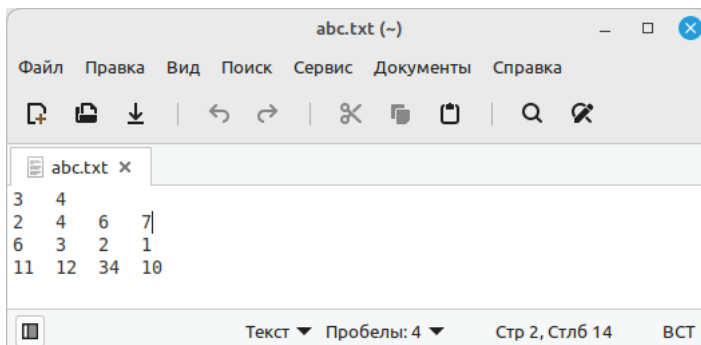 abc.txt (~)
Файл Правка Вид Поиск Сервис Документы Справка
abc.txt
3 4
2 4 6 7
6 3 2 1
11 12 34 10
Текст Пробелы: 4 Стр 2, Стлб 14 ВСТ